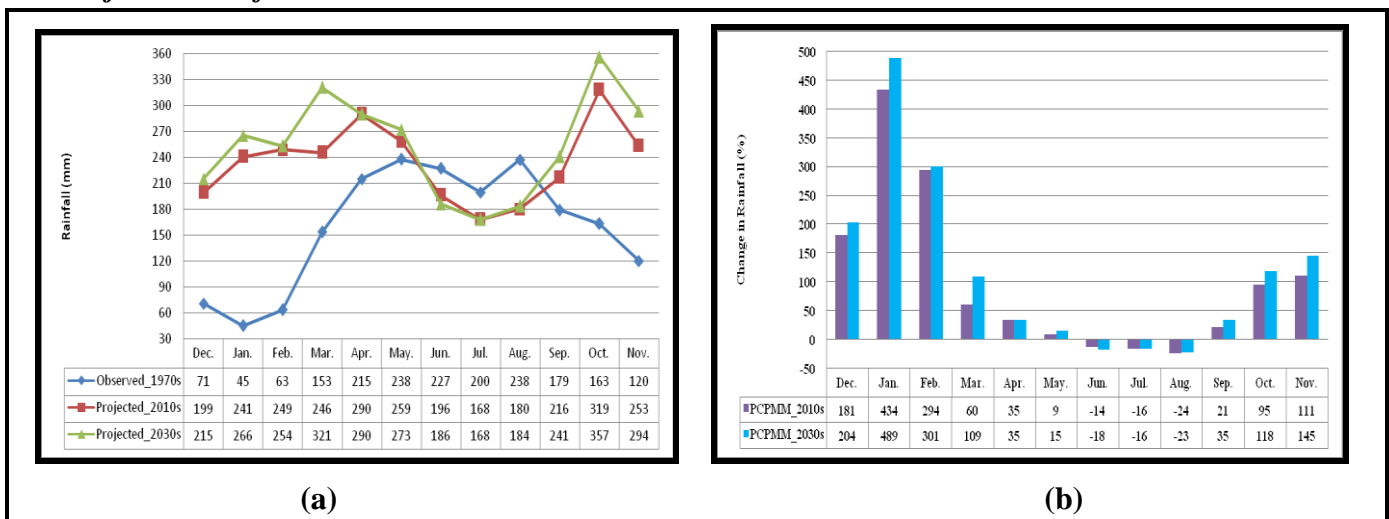 360
330
300
270
240
210
180
150
120
90
60
30
Rainfall (mm)
Dec. Jan. Feb. Mar. Apr. May. Jun. Jul. Aug. Sep. Oct. Nov.
Observed_1970s 71 45 63 153 215 238 227 200 238 179 163 120
Projected_2010s 199 241 249 246 290 259 196 168 180 216 319 253
Projected_2030s 215 266 254 321 290 273 186 168 184 241 357 294
(a)
500
450
400
350
300
250
200
150
100
50
0
-50
Change in Rainfall (%)
Dec. Jan. Feb. Mar. Apr. May. Jun. Jul. Aug. Sep. Oct. Nov.
PCPMM_2010s 181 434 294 60 35 9 -14 -16 -24 21 95 111
PCPMM_2030s 204 489 301 109 35 15 -18 -16 -23 35 118 145
(b)